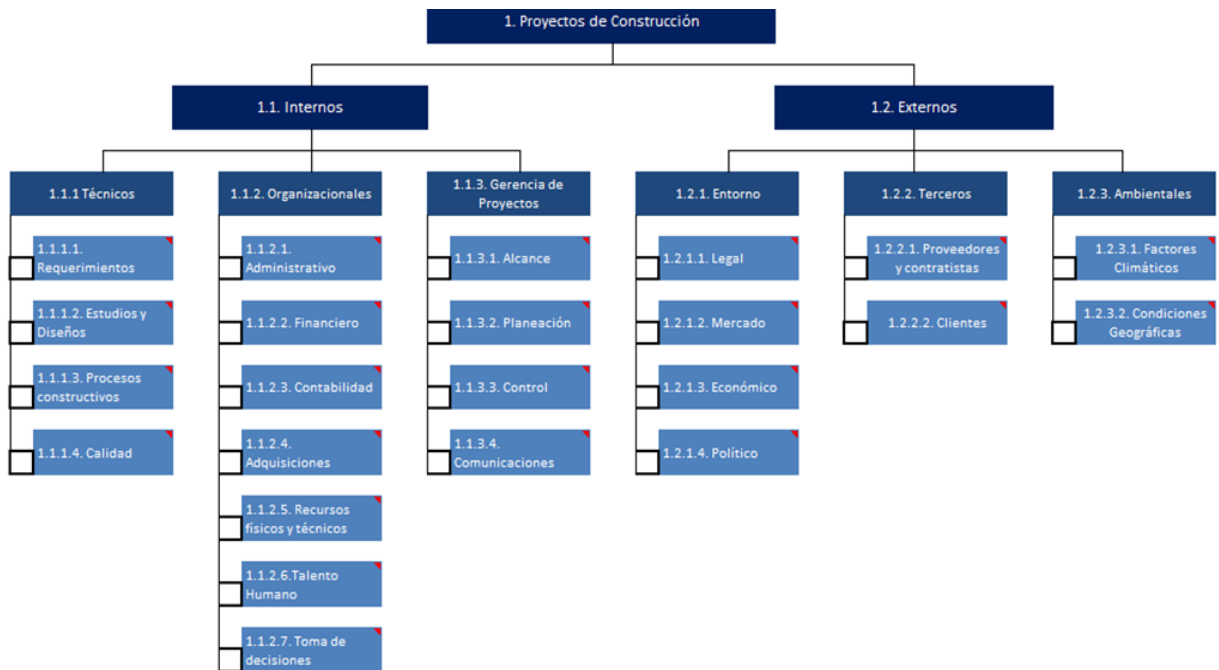 1. Proyectos de Construcción
1.1. Internos
1.2. Externos
1.1.1 Técnicos
1.1.2. Organizacionales
1.1.3. Gerencia de
Proyectos
1.2.1. Entorno
1.2.2. Terceros
1.2.3. Ambientales
1.1.1.1.
Requerimientos
1.1.1.2. Estudios y
Diseños
1.1.1.3. Procesos
constructivos
1.1.1.4. Calidad
1.1.2.1.
Administrativo
1.1.2.2. Financiero
1.1.2.3. Contabilidad
1.1.2.4.
Adquisiciones
1.1.2.5. Recursos
físicos y técnicos
1.1.2.6.Talento
Humano
1.1.2.7. Toma de
decisiones
1.1.3.1. Alcance
1.1.3.2. Planeación
1.1.3.3. Control
1.1.3.4.
Comunicaciones
1.2.1.1. Legal
1.2.1.2. Mercado
1.2.1.3. Económico
1.2.1.4. Político
1.2.2.1. Proveedores
y contratistas
1.2.2.2. Clientes
1.2.3.1. Factores
Climáticos
1.2.3.2. Condiciones
Geográficas